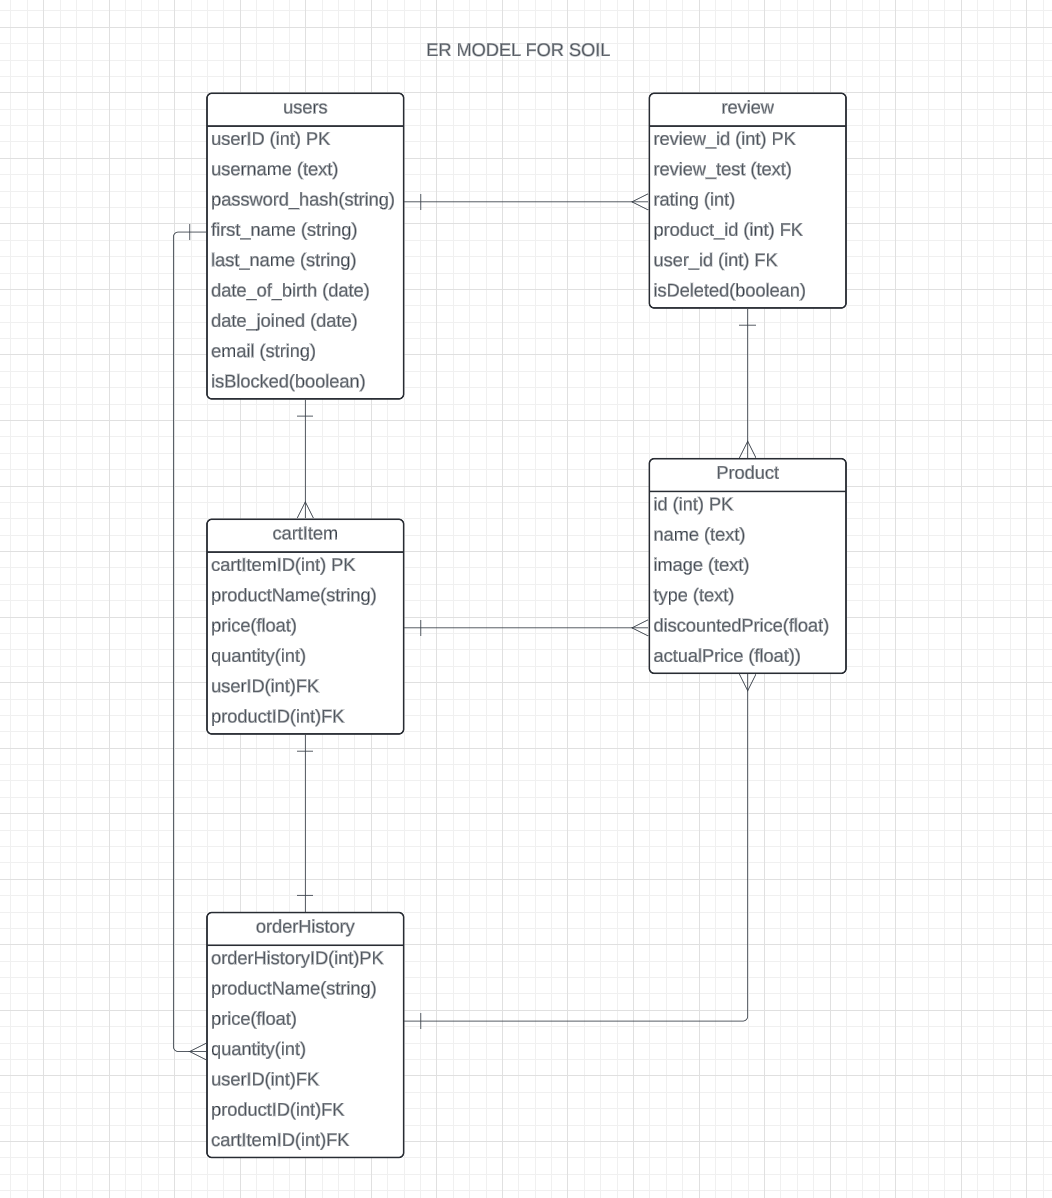 ER MODEL FOR SOIL
users
userID (int) PK
username (text)
password_hash(string)
first_name (string)
last_name (string)
date_of_birth (date)
date_joined (date)
email (string)
isBlocked(boolean)
review
review_id (int) PK
review_test (text)
rating (int)
product_id (int) FK
user_id (int) FK
isDeleted(boolean)
cartItem
cartItemID(int) PK
productName(string)
price(float)
quantity(int)
userID(int)FK
productID(int)FK
Product
id (int) PK
name (text)
image (text)
type (text)
discountedPrice(float)
actualPrice (float))
orderHistory
orderHistoryID(int)PK
productName(string)
price(float)
quantity(int)
userID(int)FK
productID(int)FK
cartItemID(int)FK